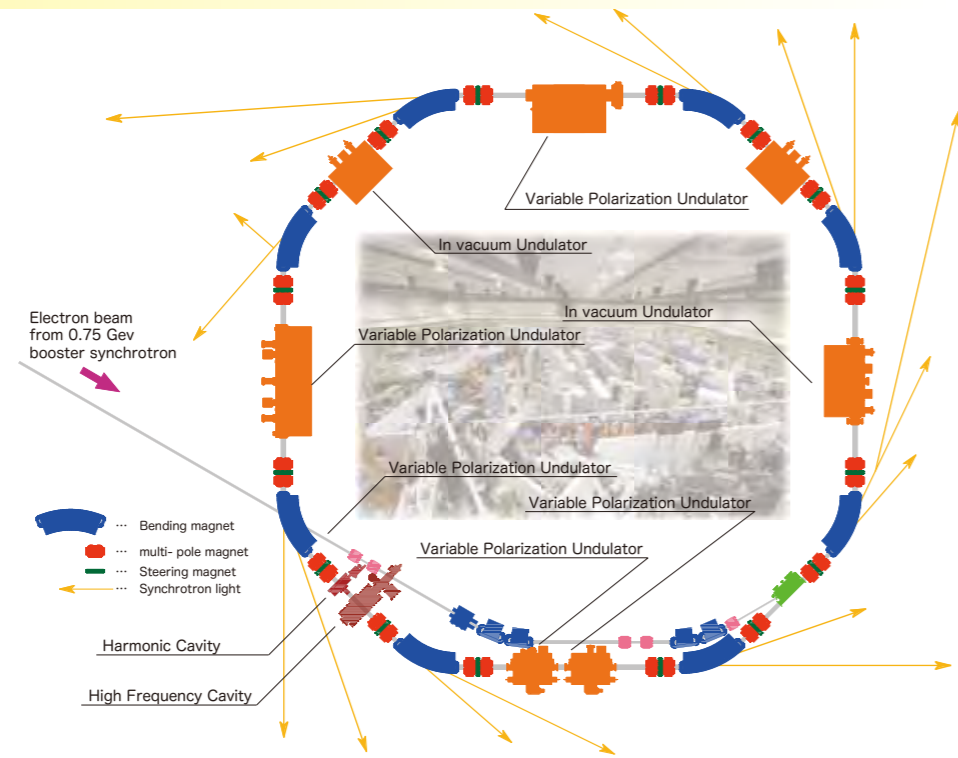 Variable Polarization Undulator
In vacuum Undulator
In vacuum Undulator
Electron beam
from 0.75 Gev
booster synchrotron
Variable Polarization Undulator
Variable Polarization Undulator
Variable Polarization Undulator
Variable Polarization Undulator
··· Bending magnet
··· multi- pole magnet
··· Steering magnet
··· Synchrotron light
Harmonic Cavity
High Frequency Cavity